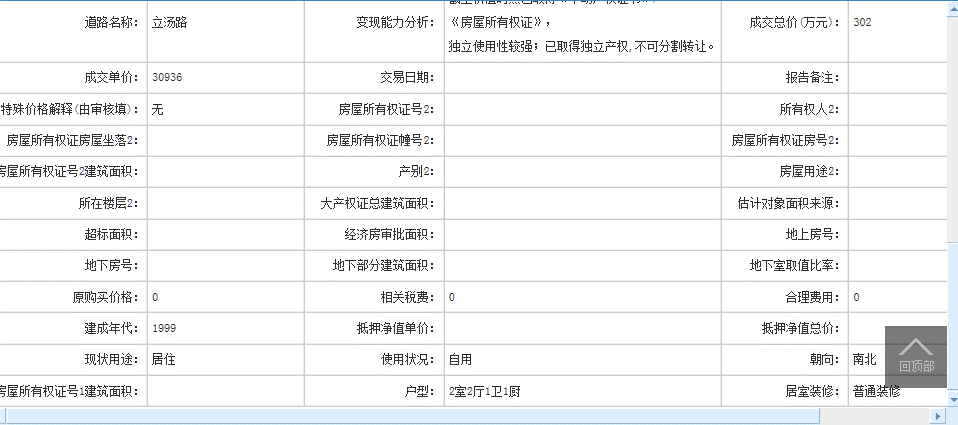 道路名称： 立汤路 变现能力分析： 《房屋所有权证》， 成交总价(万元)： 302
独立使用性较强；已取得独立产权,不可分割转让。
成交单价： 30936 交易日期： 报告备注：
特殊价格解释(由审核填)： 无 房屋所有权证号2： 所有权人2：
房屋所有权证房屋坐落2： 房屋所有权证幢号2： 房屋所有权证房号2：
房屋所有权证号2建筑面积： 产别2： 房屋用途2：
所在楼层2： 大产权证总建筑面积： 估计对象面积来源：
超标面积： 经济房审批面积： 地上房号：
地下房号： 地下部分建筑面积： 地下室取值比率：
原购买价格： 0 相关税费： 0 合理费用： 0
建成年代： 1999 抵押净值单价： 抵押净值总价：
现状用途： 居住 使用状况： 自用 朝向： 南北
回顶部
房屋所有权证号1建筑面积： 户型： 2室2厅1卫1厨 居室装修： 普通装修